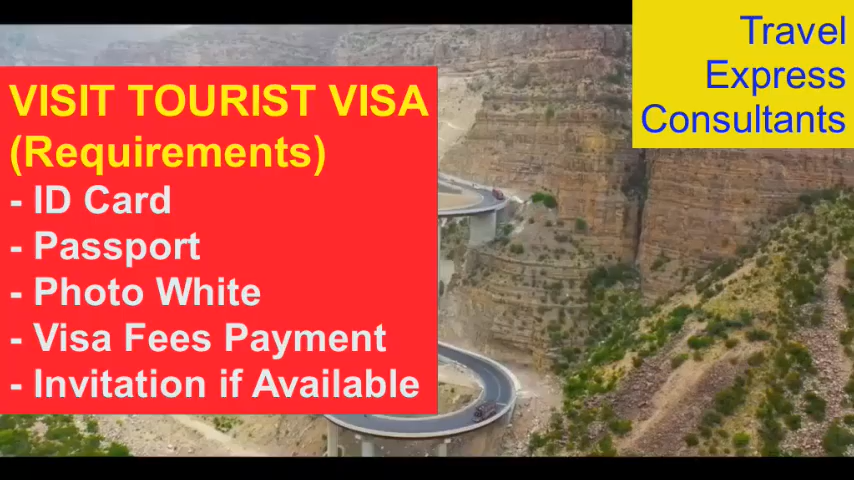 VISIT TOURIST VISA
(Requirements)
- ID Card
- Passport
- Photo White
- Visa Fees Payment
- Invitation if Available
Travel
Express
Consultants